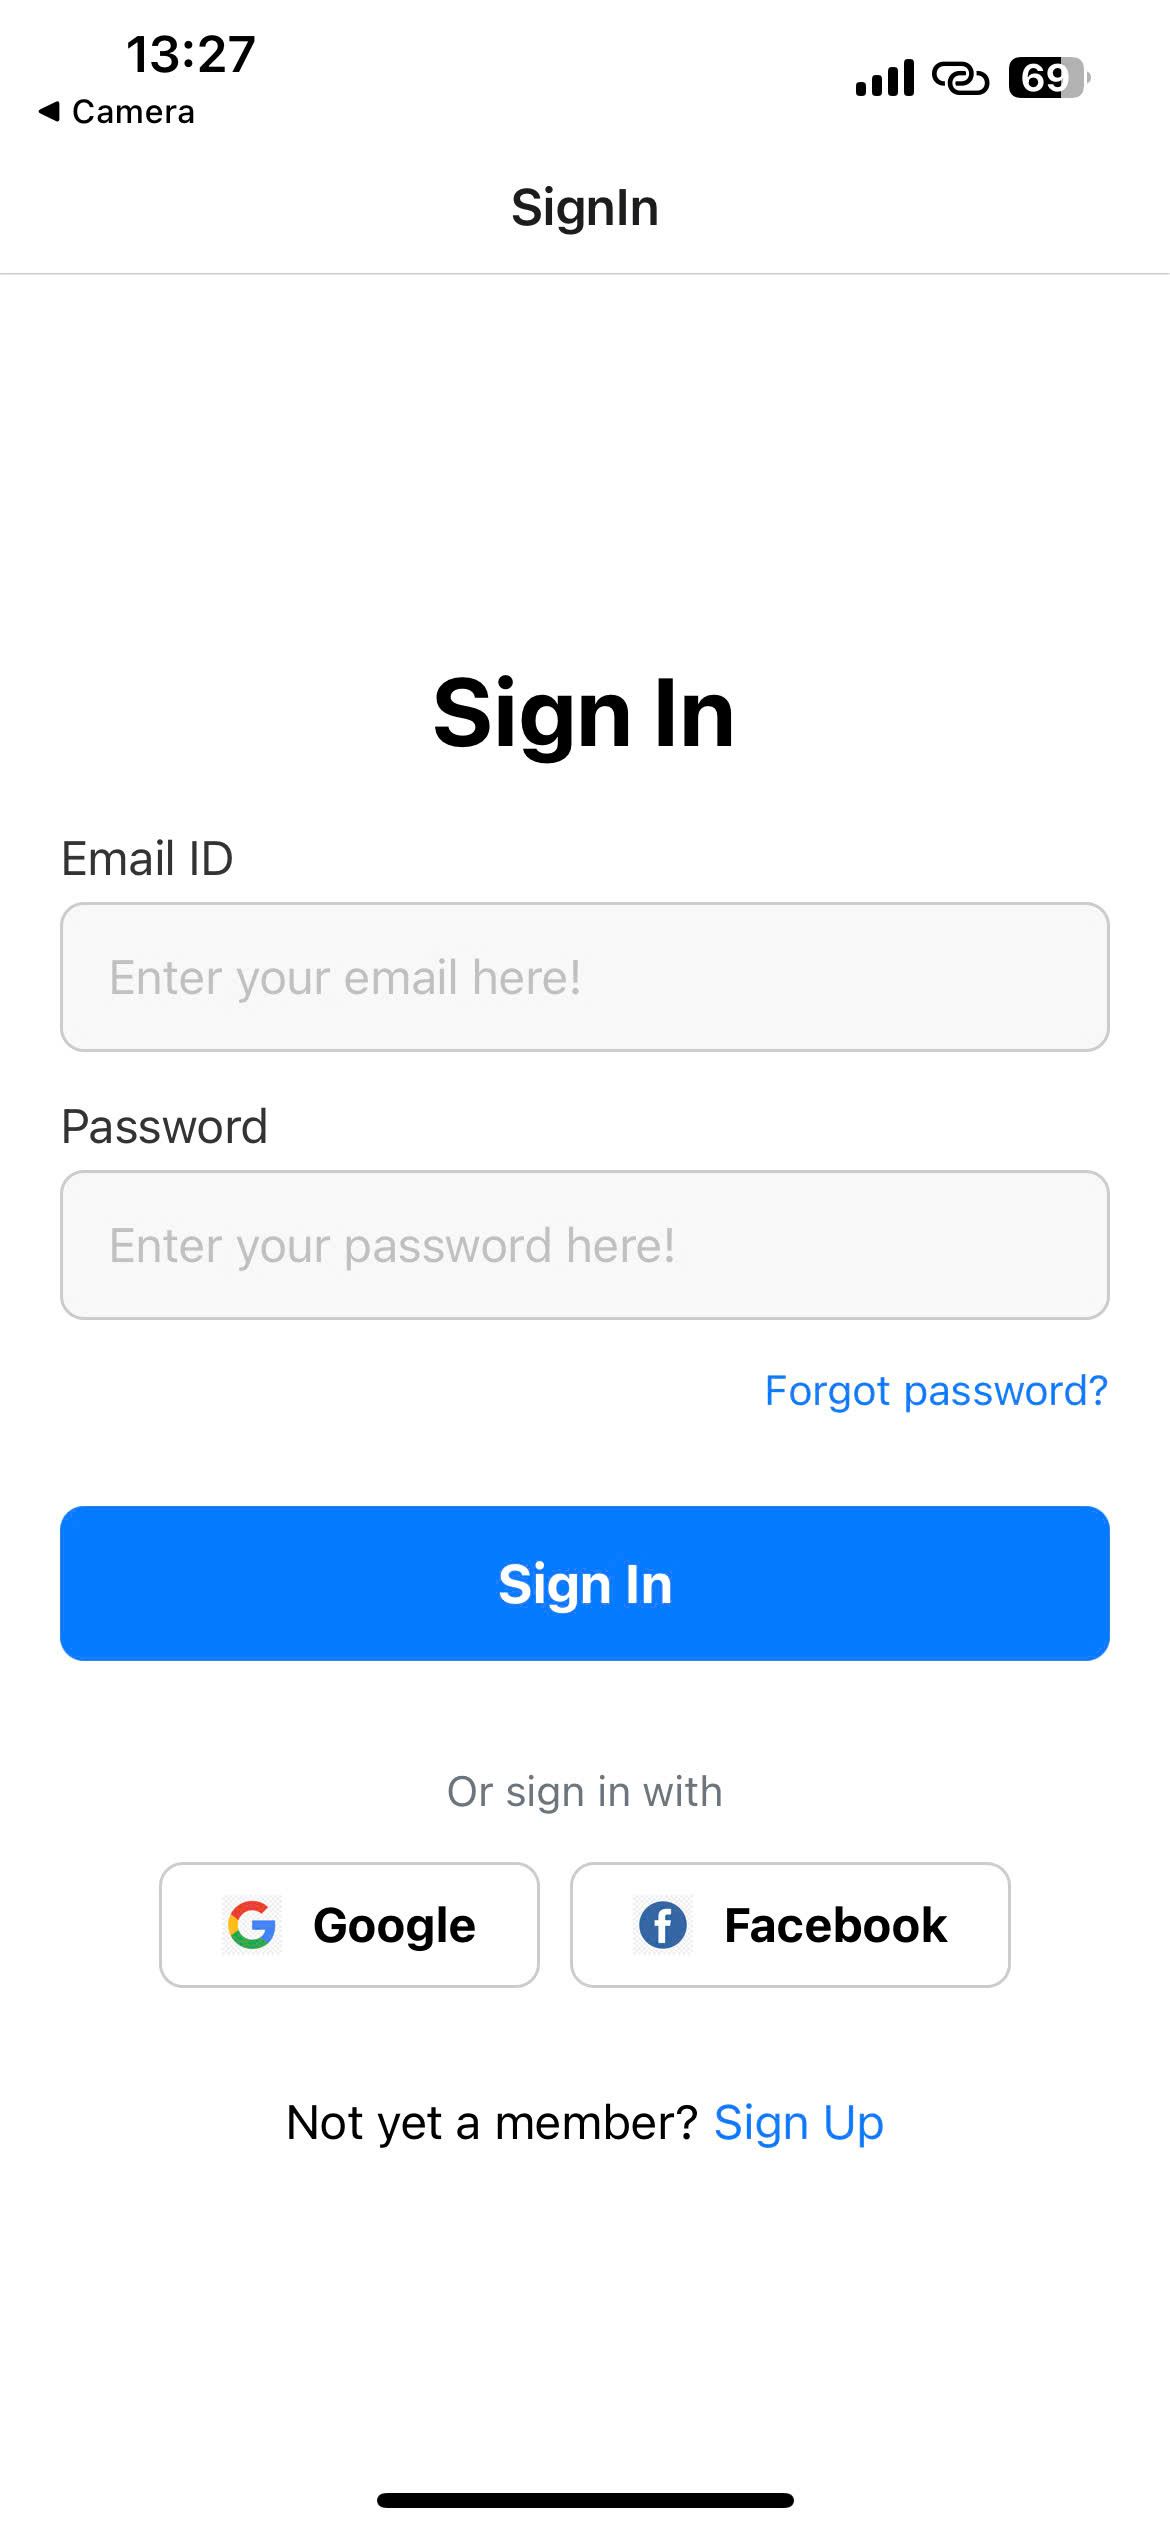 13:27
69
◀ Camera
SignIn
Sign In
Email ID
Enter your email here!
Password
Enter your password here!
Forgot password?
Sign In
Or sign in with
Google
Facebook
Not yet a member? Sign Up